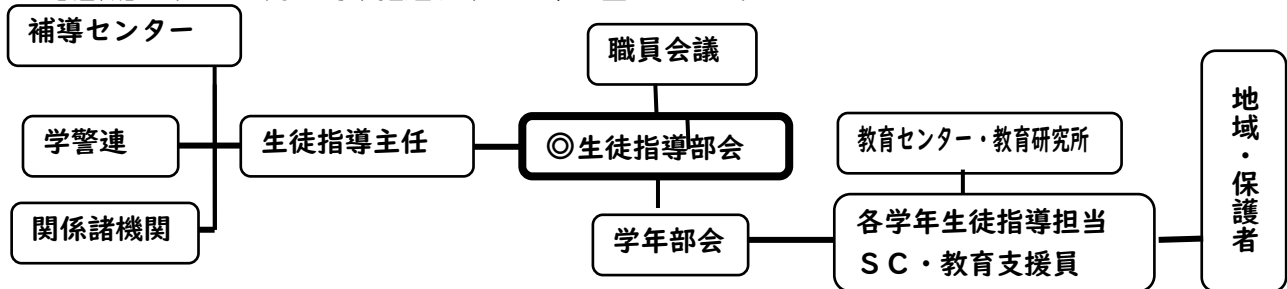 補導センター
職員会議
学警連
生徒指導主任
◎生徒指導部会
教育センター・教育研究所
地域・保護者
関係諸機関
学年部会
各学年生徒指導担当
ＳＣ・教育支援員